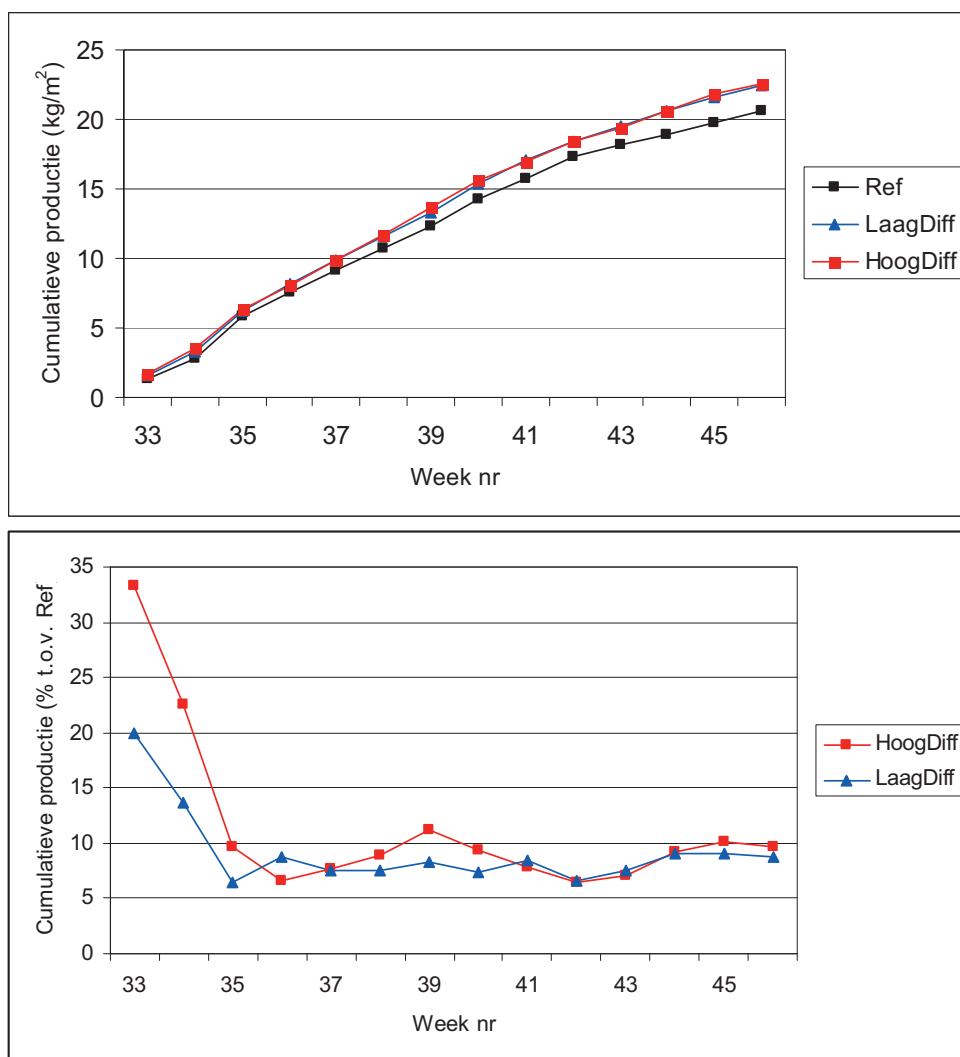 Cumulatieve productie (kg/m²)
25
20
15
10
5
0
33 35 37 39 41 43 45
Week nr
Ref
LaagDiff
HoogDiff
Cumulatieve productie (% t.o.v. Ref
35
30
25
20
15
10
5
0
33 35 37 39 41 43 45
Week nr
HoogDiff
LaagDiff